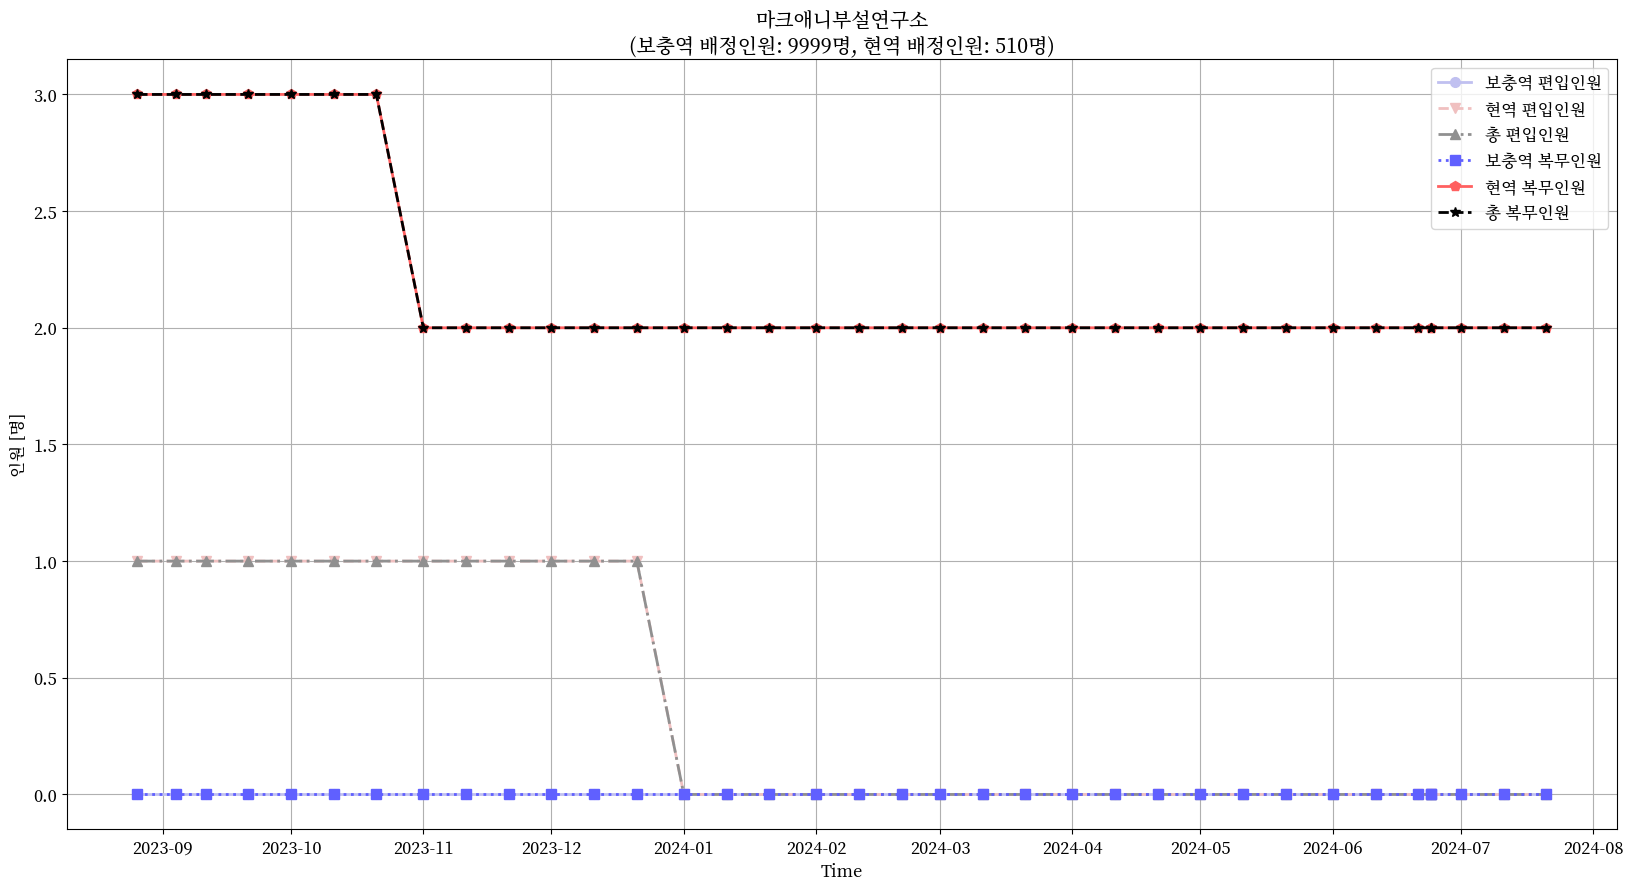 마크애니부설연구소
(보충역 배정인원: 9999명, 현역 배정인원: 510명)
보충역 편입인원
현역 편입인원
총 편입인원
보충역 복무인원
현역 복무인원
총 복무인원
인원 [명]
3.0
2.5
2.0
1.5
1.0
0.5
0.0
2023-09
2023-10
2023-11
2023-12
2024-01
2024-02
2024-03
2024-04
2024-05
2024-06
2024-07
2024-08
Time